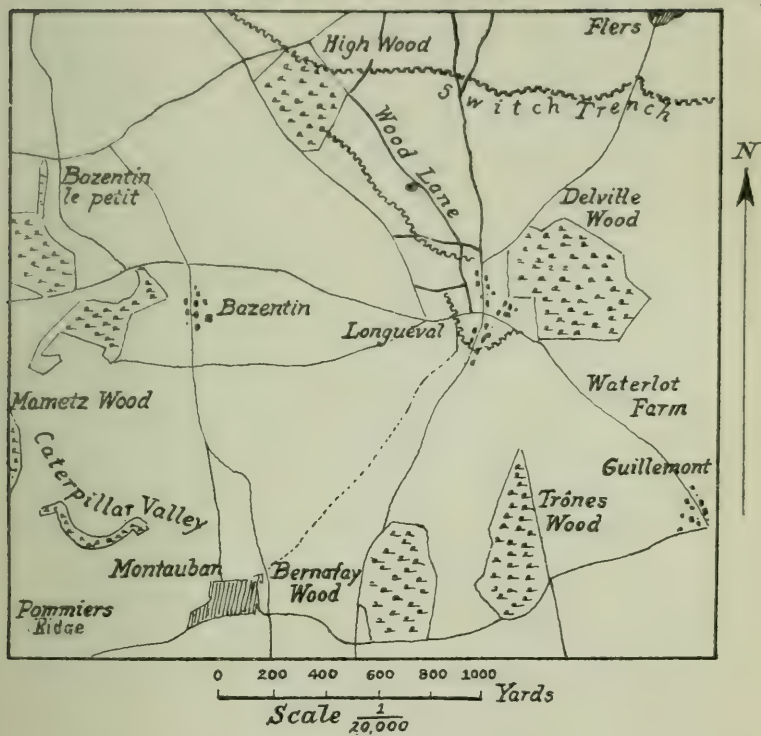 Flers
High Wood
Switch Trench
N
Wood Lane
Bazentin
le petit
Delville
Wood
Bazentin
Longueval
Waterlot
Farm
Mametz Wood
Guillemont
Caterpillar Valley
Trônes
Wood
Montauban
Bernafay
Wood
Pommiers
Ridge
0 200 400 600 800 1000
Yards
Scale 1/20,000